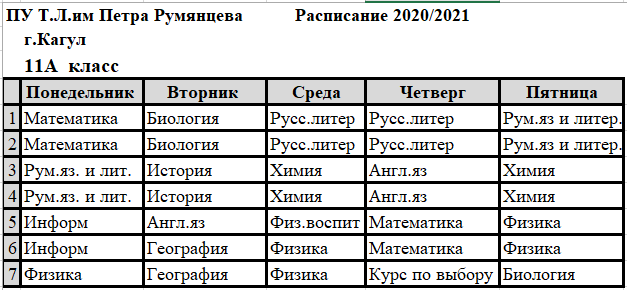 ПУ Т.Л.им Петра Румянцева Расписание 2020/2021
г.Кагул
11А класс
Понедельник Вторник Среда Четверг Пятница
1 Математика Биология Русс.литер Русс.литер Рум.яз и литер.
2 Математика Биология Русс.литер Русс.литер Рум.яз и литер.
3 Рум.яз. и лит. История Химия Англ.яз Химия
4 Рум.яз. и лит. История Химия Англ.яз Химия
5 Информ Англ.яз Физ.воспит Математика Физика
6 Информ География Физика Математика Физика
7 Физика География Физика Курс по выбору Биология